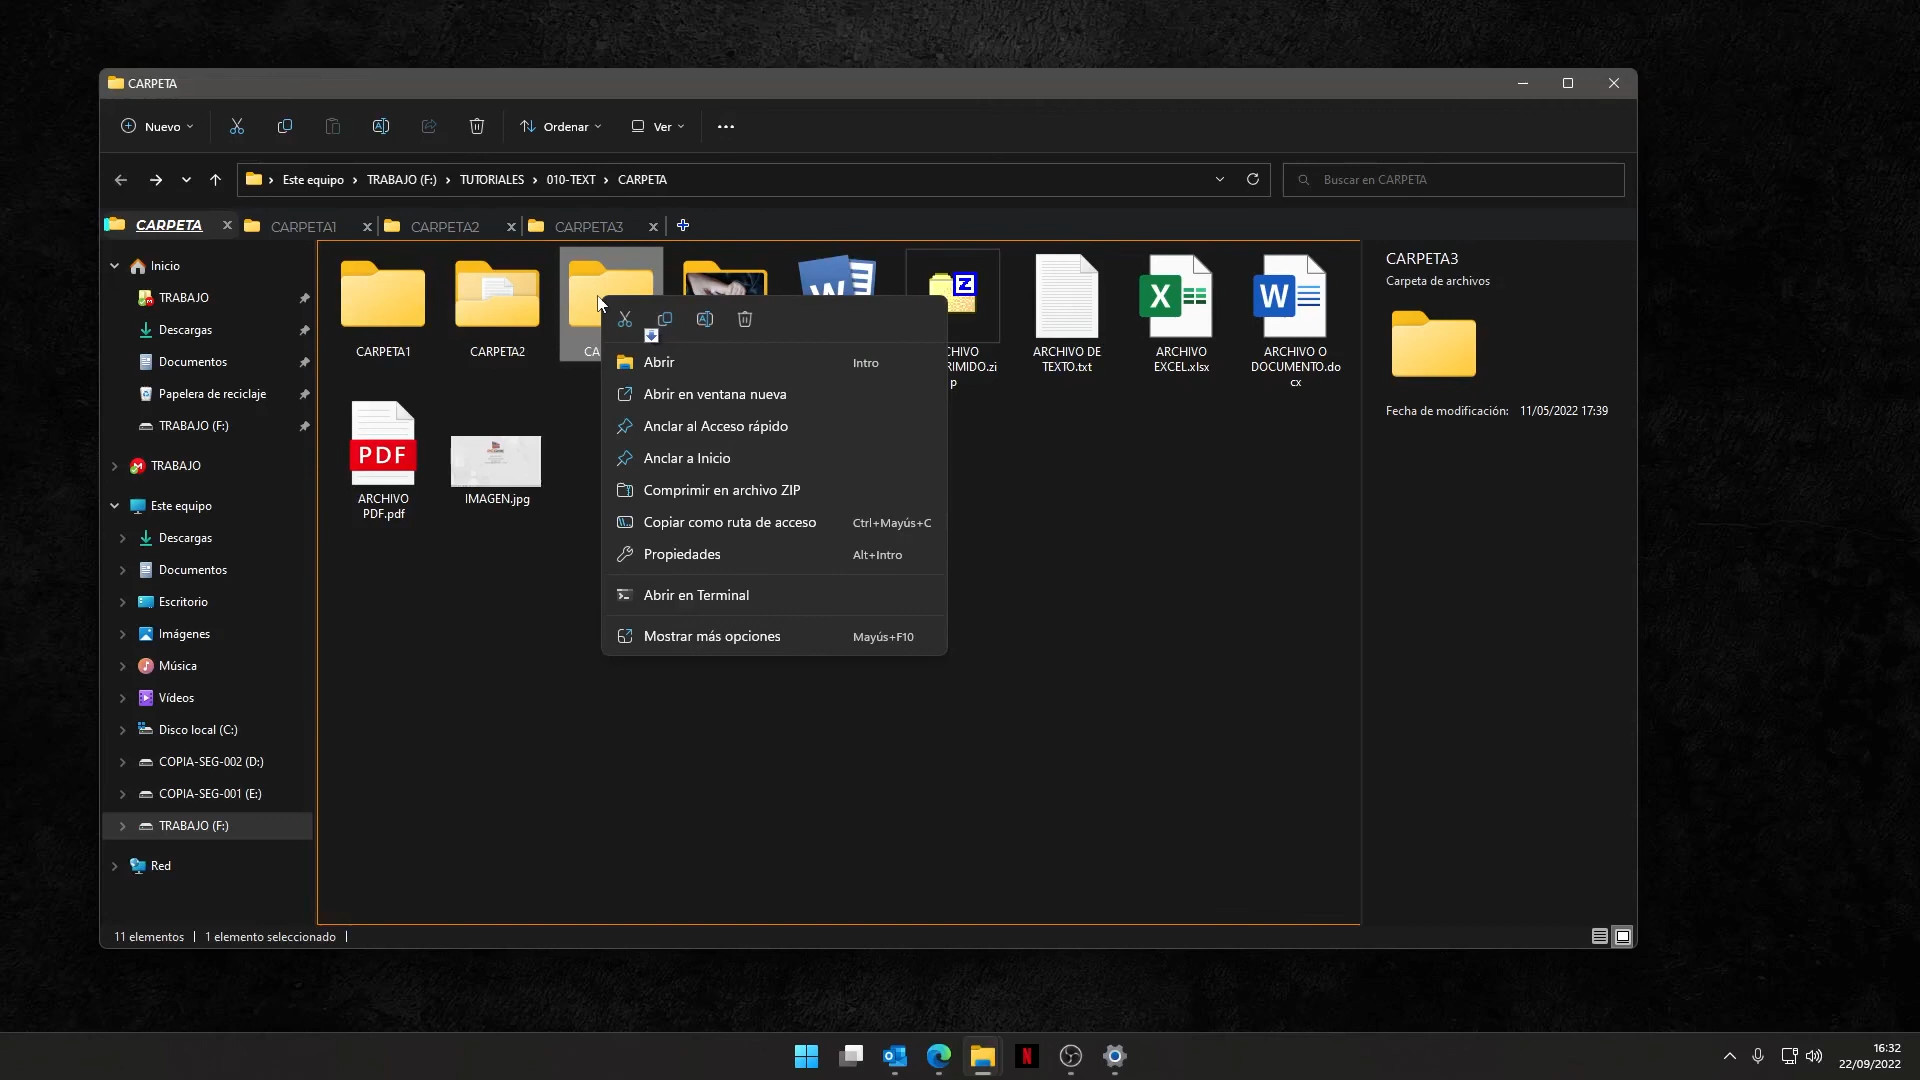 CARPETA
Nuevo
Ordenar
Ver
Este equipo
TRABAJO (F:)
TUTORIALES
010-TEXT
CARPETA
Buscar en CARPETA
CARPETA
CARPETA1
CARPETA2
CARPETA3
Inicio
TRABAJO
Descargas
Documentos
Papelera de reciclaje
TRABAJO (F:)
TRABAJO
Este equipo
Descargas
Documentos
Escritorio
Imágenes
Música
Vídeos
Disco local (C:)
COPIA-SEG-002 (D:)
COPIA-SEG-001 (E:)
TRABAJO (F:)
Red
CARPETA1
CARPETA2
CA
W
Z
CHIVO
RIMIDO.zi
p
ARCHIVO DE
TEXTO.txt
X
ARCHIVO
EXCEL.xlsx
W
ARCHIVO O
DOCUMENTO.do
cx
PDF
ARCHIVO
PDF.pdf
IMAGEN.jpg
Abrir Intro
Abrir en ventana nueva
Anclar al Acceso rápido
Anclar a Inicio
Comprimir en archivo ZIP
Copiar como ruta de acceso Ctrl+Mayús+C
Propiedades Alt+Intro
Abrir en Terminal
Mostrar más opciones Mayús+F10
CARPETA3
Carpeta de archivos
Fecha de modificación: 11/05/2022 17:39
11 elementos
1 elemento seleccionado
N
16:32
22/09/2022